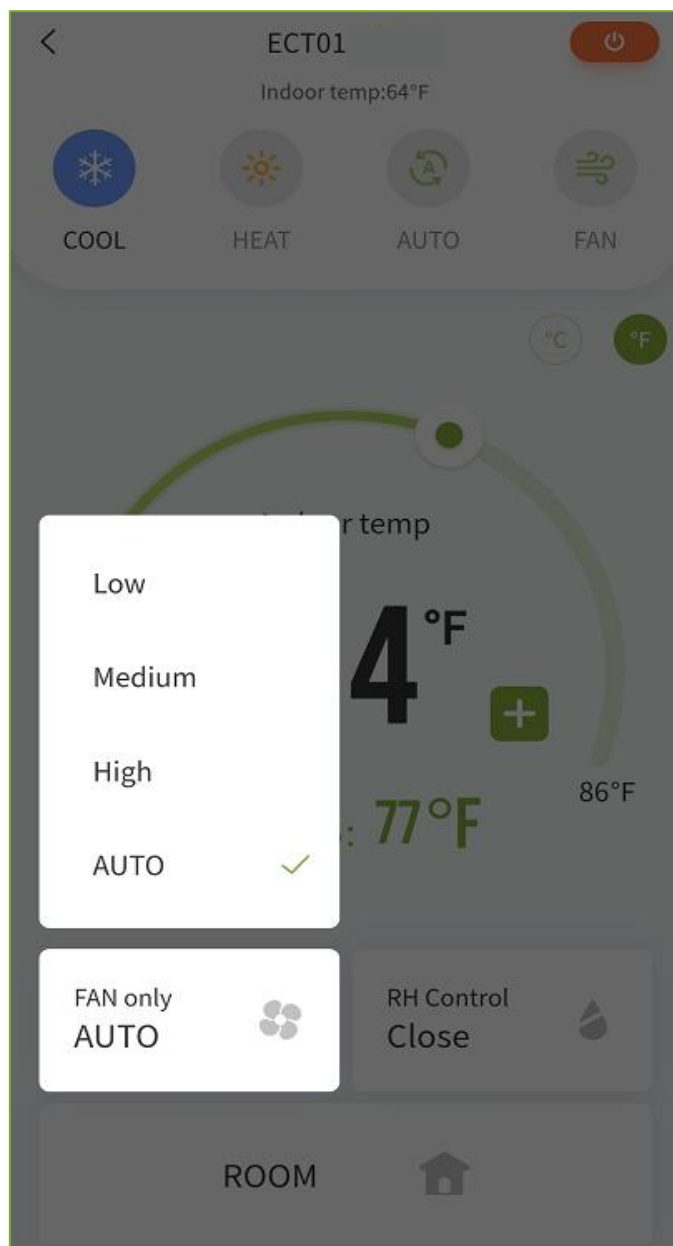 ECT01
Indoor temp:64°F
COOL HEAT AUTO FAN
°C °F
temp
Low
4 °F
Medium
High
86°F
77°F
AUTO
FAN only
AUTO
RH Control
Close
ROOM